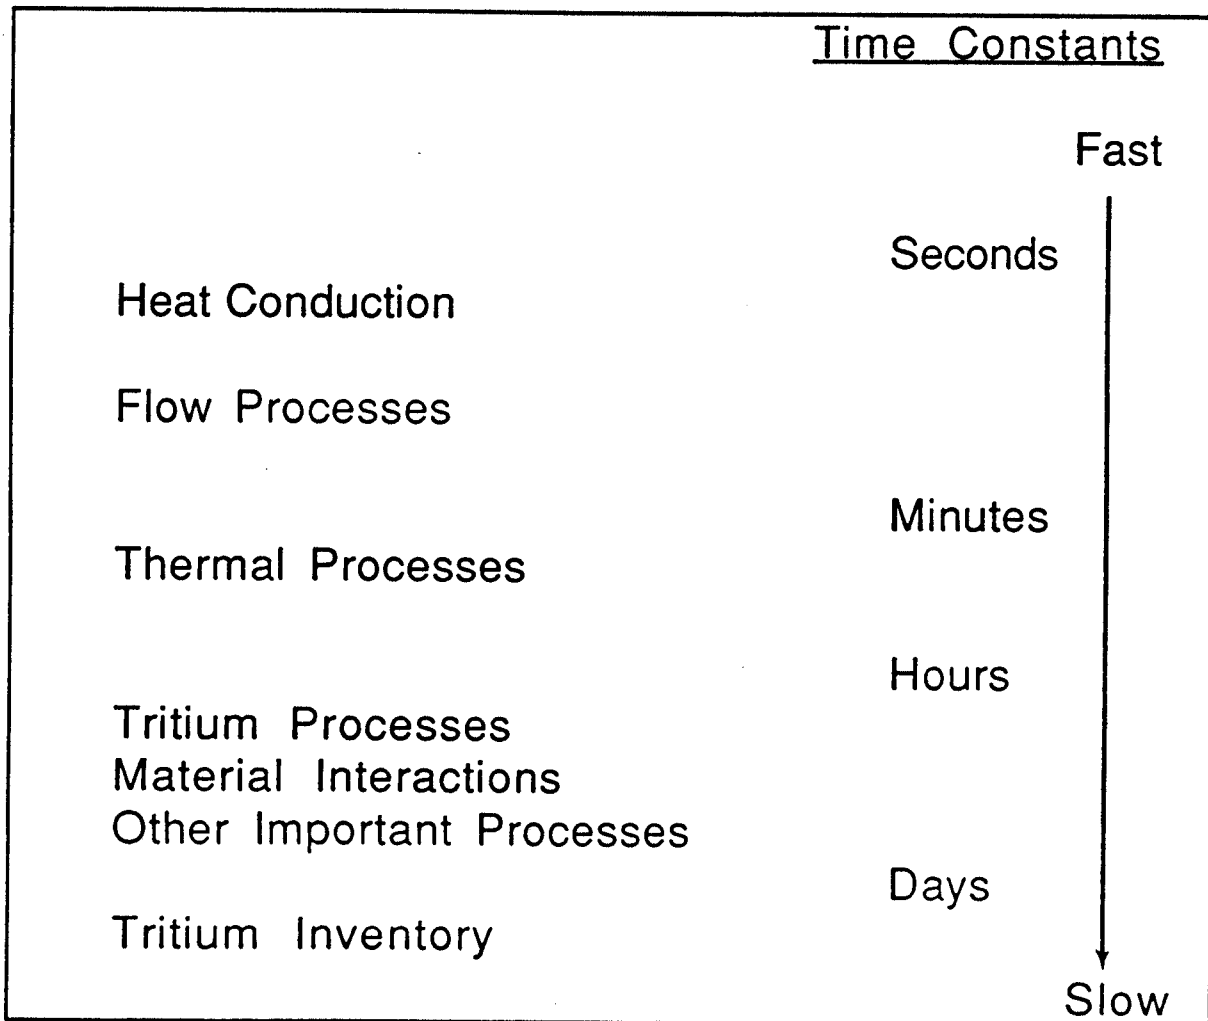 Time Constants
Fast
Seconds
Heat Conduction
Flow Processes
Minutes
Thermal Processes
Hours
Tritium Processes
Material Interactions
Other Important Processes
Days
Tritium Inventory
Slow